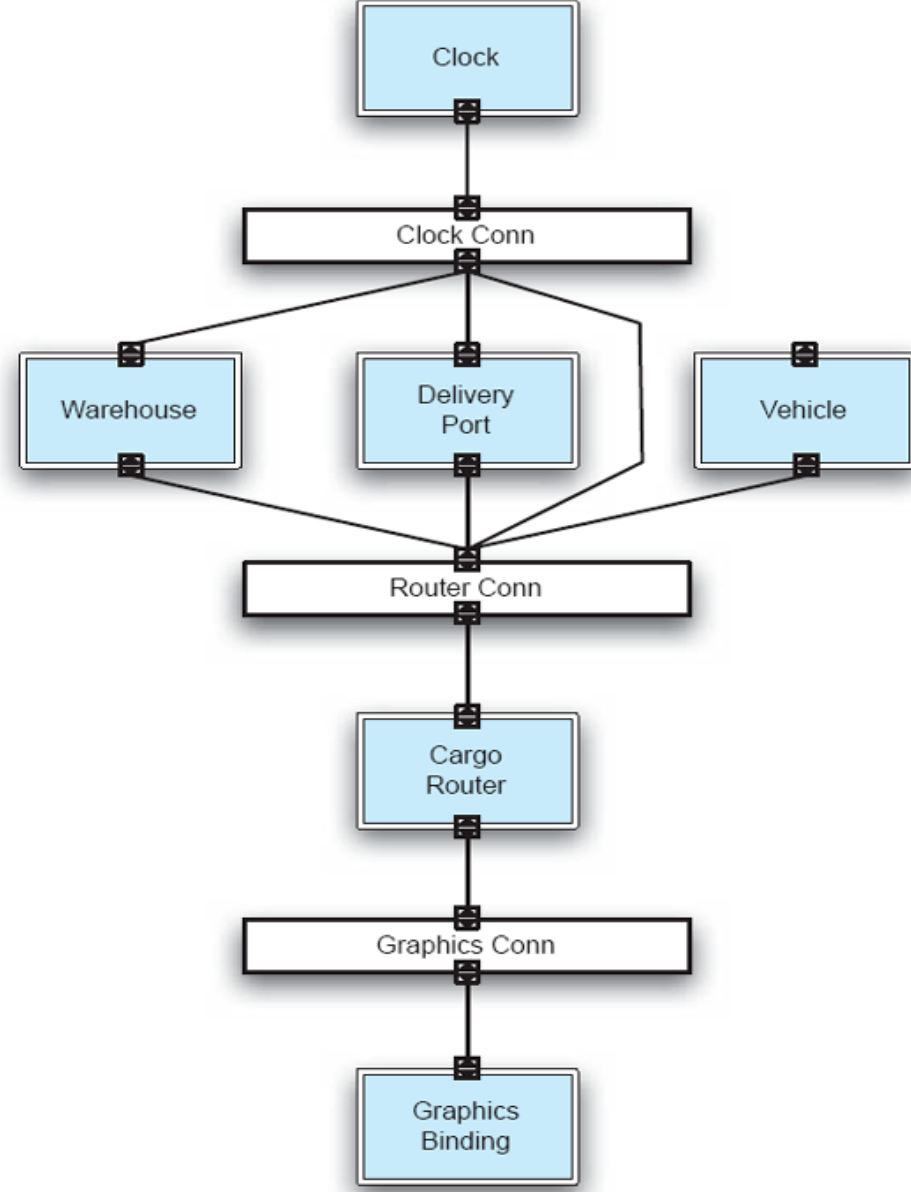 Clock
Clock Conn
Warehouse
Delivery
Port
Vehicle
Router Conn
Cargo
Router
Graphics Conn
Graphics
Binding